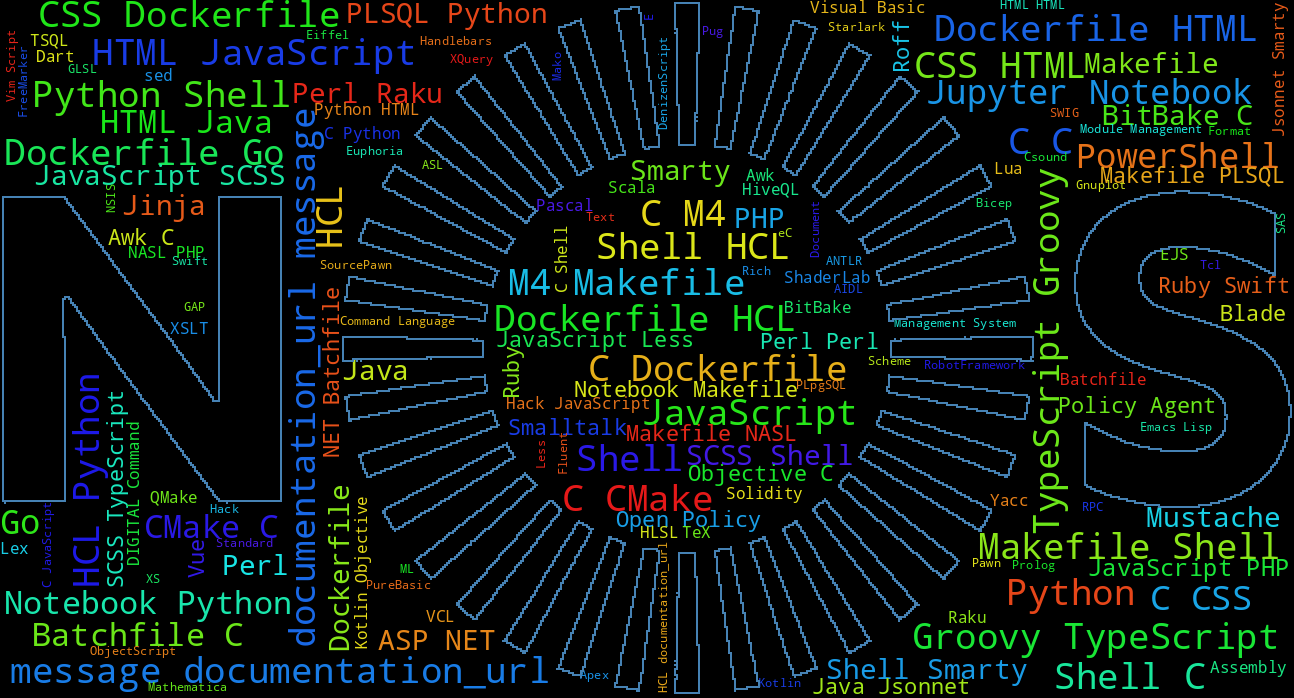 CSS Dockerfile
PLSQL Python
Visual Basic
HTML HTML
E
Pug
Starlark
Dockerfile HTML
Jsonnet Smarty
Vim Script
TSQL
Eiffel
HTML JavaScript
Handlebars
Roff
Dart
XQuery
Mako
DenizenScript
CSS HTML
Makefile
GLSL
sed
FreeMarker
Python Shell
Perl Raku
Jupyter Notebook
Python HTML
SWIG
BitBake C
HTML Java
C Python
C C
Module Management
Format
Dockerfile Go
Euphoria
Csound
PowerShell
JavaScript SCSS
ASL
Smarty
Awk
Lua
Makefile PLSQL
Scala
HiveQL
Gnuplot
NSIS
Jinja
message documentation_url
HCL
Pascal
Text
C M4
PHP
Document
Bicep
TypeScript Groovy
SAS
Awk C
eC
NASL PHP
Swift
C Shell
Shell HCL
EJS
SourcePawn
ANTLR
Tcl
M4 Makefile
Rich
ShaderLab
AIDL
Ruby Swift
GAP
BitBake
Blade
XSLT
Command Language
Dockerfile HCL
Management System
NET Batchfile
JavaScript Less
Perl Perl
Java
Ruby
C Dockerfile
Scheme
RobotFramework
Batchfile
Notebook Makefile
PLpgSQL
HCL Python
SCSS TypeScript
DIGITAL Command
Hack JavaScript
JavaScript
Policy Agent
Smalltalk
Makefile NASL
Emacs Lisp
Less
Fluent
Shell
SCSS Shell
Objective C
QMake
Hack
C CMake
Solidity
Yacc
RPC
Go
CMake C
Open Policy
Mustache
Dockerfile
Kotlin Objective
HLSL
TeX
Lex
C JavaScript
Vue
Standard
Makefile Shell
Perl
XS
ML
Pawn
Prolog
JavaScript PHP
PureBasic
HCL documentation_url
Notebook Python
Python
C CSS
VCL
Raku
Batchfile C
ASP NET
Groovy TypeScript
ObjectScript
message documentation_url
Apex
Shell Smarty
Assembly
Mathematica
Kotlin
Java Jsonnet
Shell C
N
S